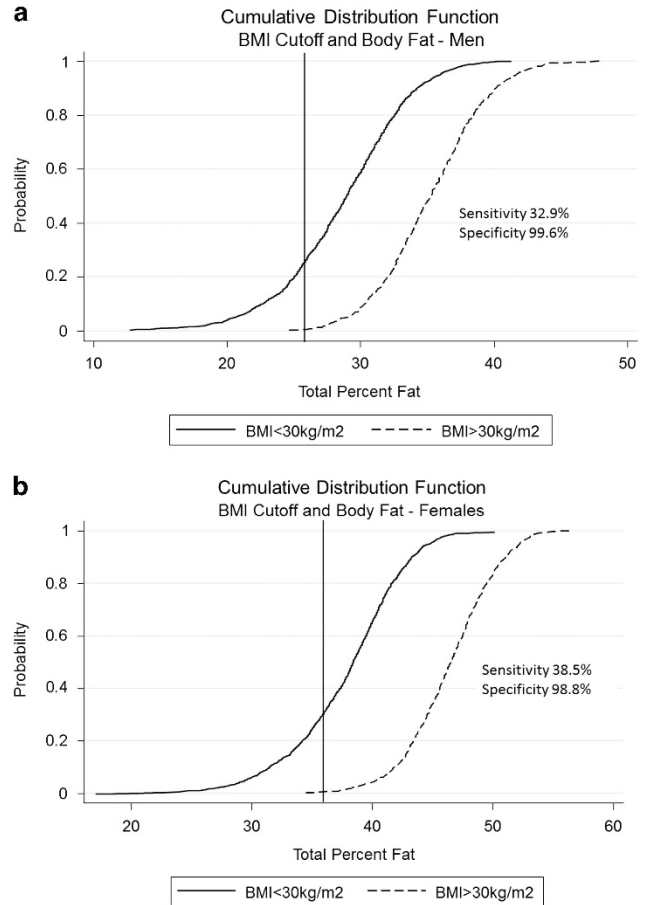 a
Cumulative Distribution Function
BMI Cutoff and Body Fat - Men
1
0.8
0.6
0.4
0.2
0
Probability
Sensitivity 32.9%
Specificity 99.6%
10 20 30 40 50
Total Percent Fat
BMI<30kg/m2 BMI>30kg/m2
b
Cumulative Distribution Function
BMI Cutoff and Body Fat - Females
1
0.8
0.6
0.4
0.2
0
Probability
Sensitivity 38.5%
Specificity 98.8%
20 30 40 50 60
Total Percent Fat
BMI<30kg/m2 BMI>30kg/m2